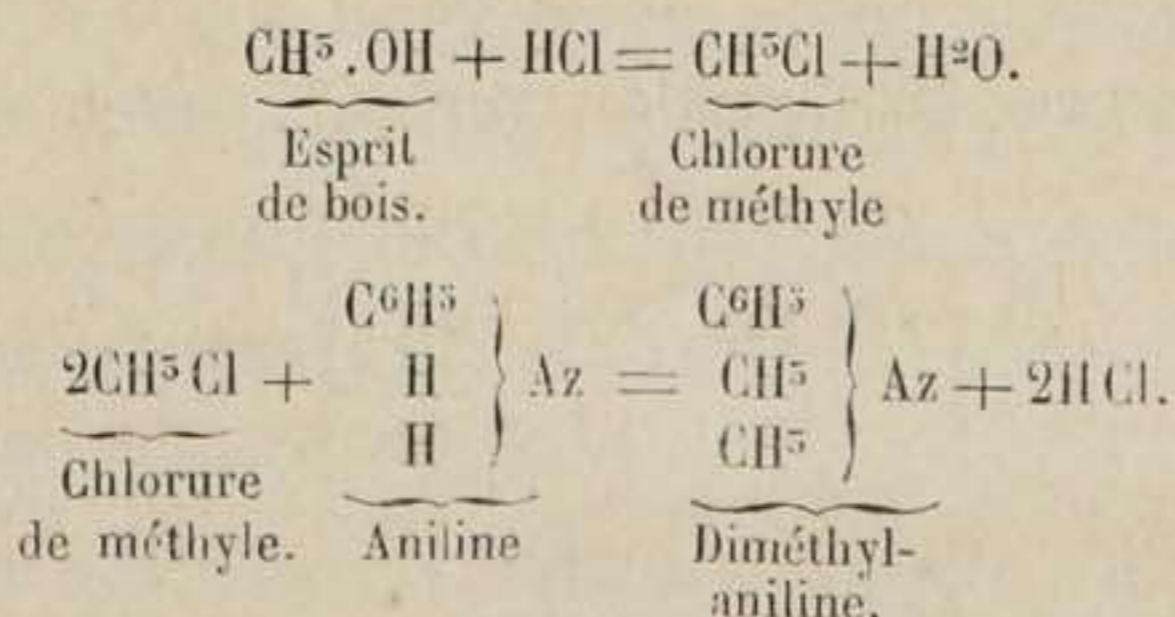 CH³.OH + HCl = CH³Cl + H²O.
Esprit
de bois.
Chlorure
de méthyle
2CH³Cl + C⁶H⁵ H H } Az = C⁶H⁵ CH³ CH³ } Az + 2HCl.
Chlorure
de méthyle.
Aniline
Diméthyl-
aniline.